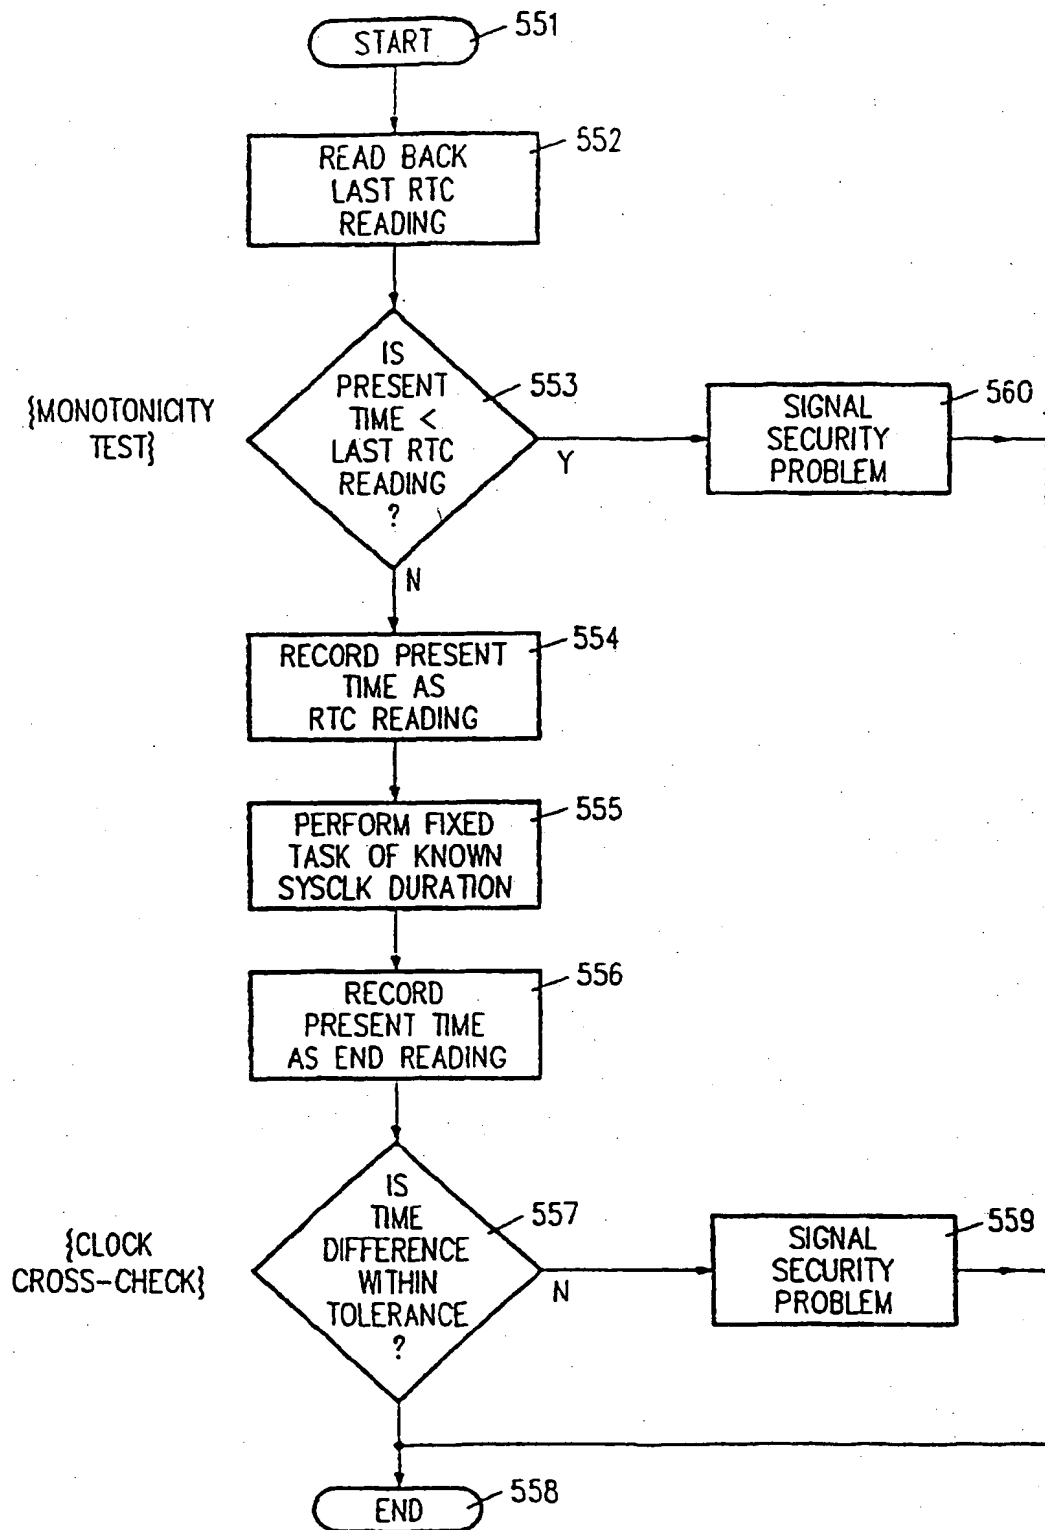 START
551
READ BACK
LAST RTC
READING
552
{MONOTONICITY
TEST}
IS
PRESENT
TIME <
LAST RTC
READING
?
553
Y
SIGNAL
SECURITY
PROBLEM
560
N
RECORD PRESENT
TIME AS
RTC READING
554
PERFORM FIXED
TASK OF KNOWN
SYSCLK DURATION
555
RECORD
PRESENT TIME
AS END READING
556
{CLOCK
CROSS-CHECK}
IS
TIME
DIFFERENCE
WITHIN
TOLERANCE
?
557
N
SIGNAL
SECURITY
PROBLEM
559
END
558